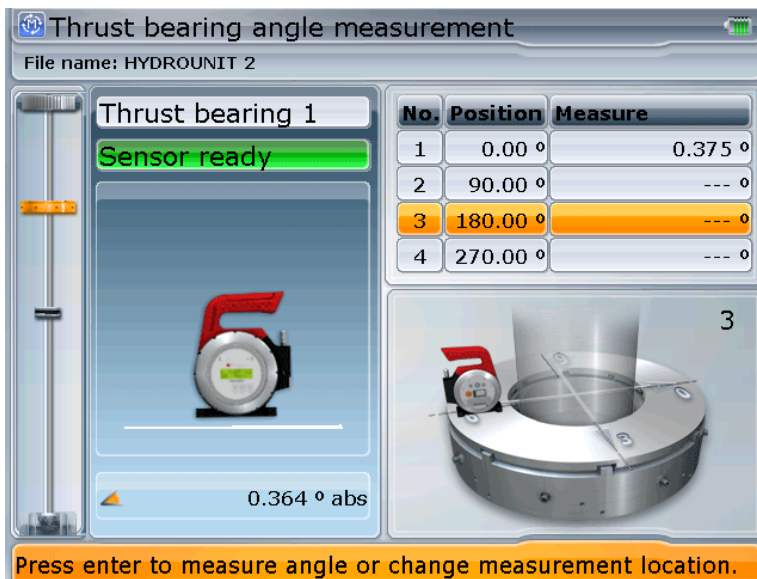 Thrust bearing angle measurement
File name: HYDROUNIT 2
Thrust bearing 1
Sensor ready
0.364 º abs
No. Position Measure
1 0.00 º 0.375 º
2 90.00 º --- º
3 180.00 º --- º
4 270.00 º --- º
3
Press enter to measure angle or change measurement location.